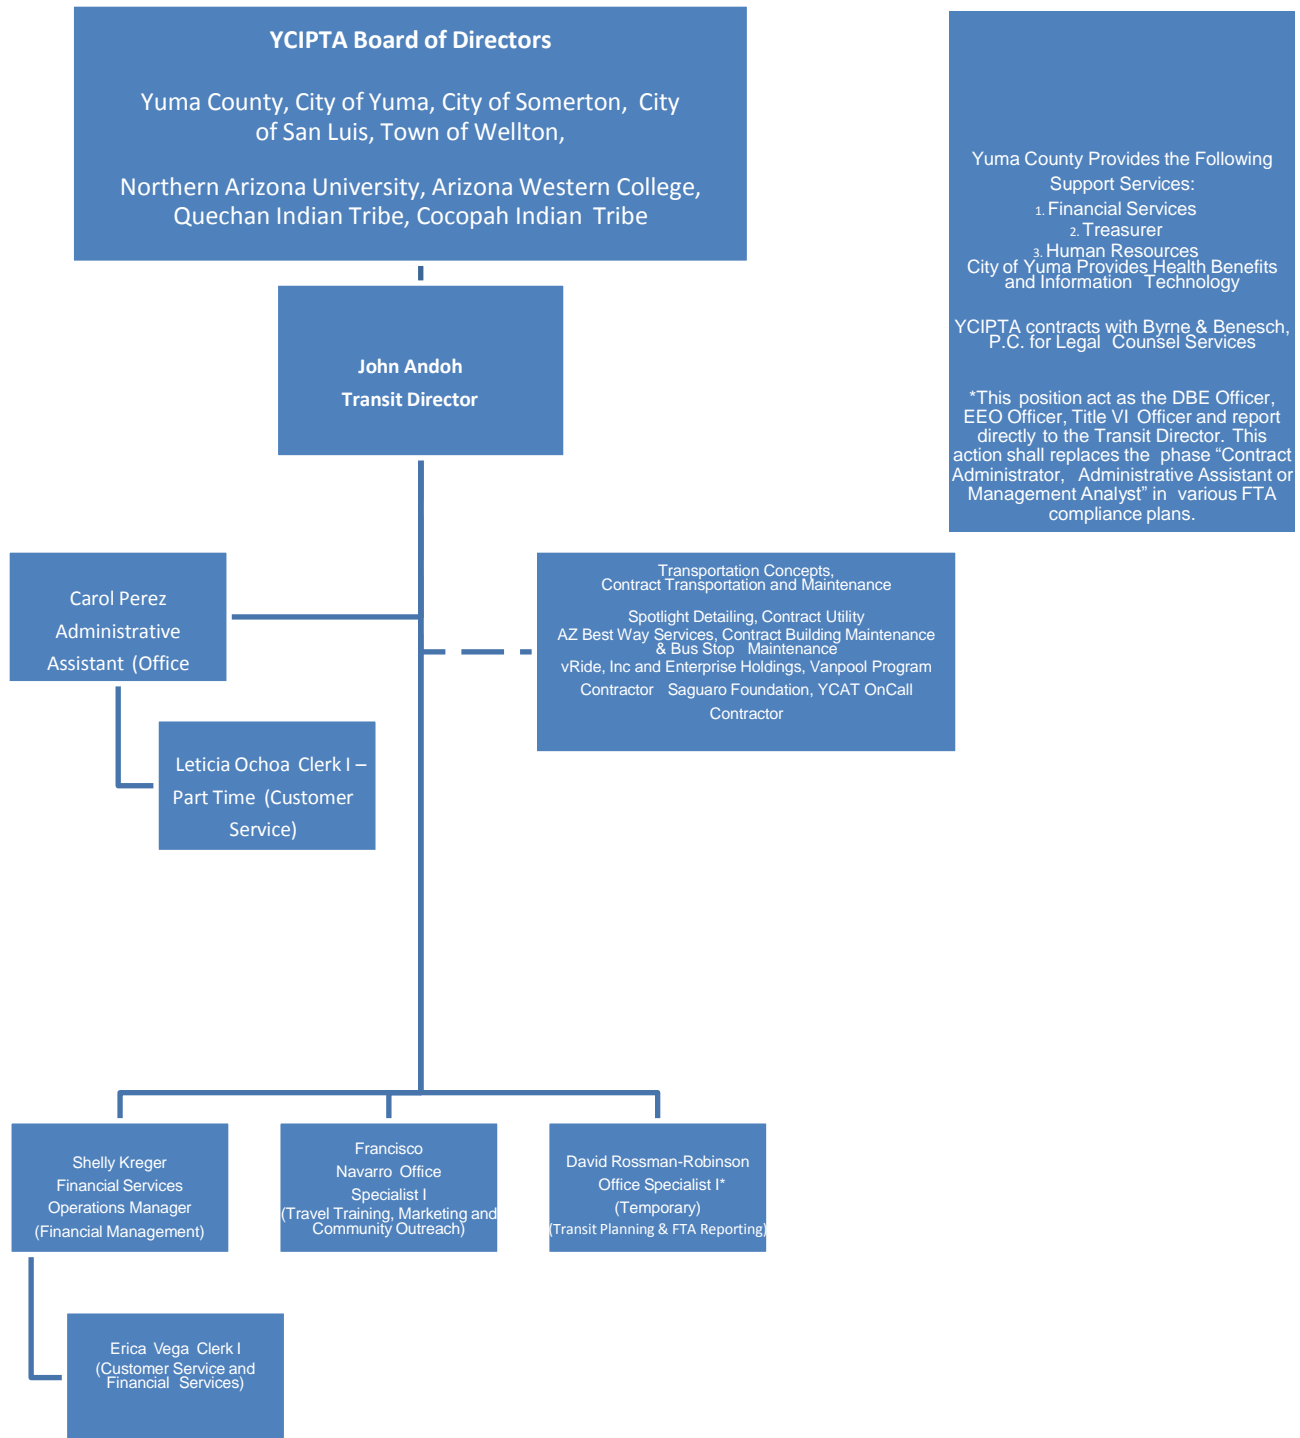 YCIPTA Board of Directors
Yuma County, City of Yuma, City of Somerton, City
of San Luis, Town of Wellton,
Northern Arizona University, Arizona Western College,
Quechan Indian Tribe, Cocopah Indian Tribe
Yuma County Provides the Following
Support Services:
1. Financial Services
2. Treasurer
3. Human Resources
City of Yuma Provides Health Benefits
and Information Technology
YCIPTA contracts with Byrne & Benesch,
P.C. for Legal Counsel Services
*This position act as the DBE Officer,
EEO Officer, Title VI Officer and report
directly to the Transit Director. This
action shall replaces the phase “Contract
Administrator, Administrative Assistant or
Management Analyst” in various FTA
compliance plans.
John Andoh
Transit Director
Carol Perez
Administrative
Assistant (Office
Transportation Concepts,
Contract Transportation and Maintenance
Spotlight Detailing, Contract Utility
AZ Best Way Services, Contract Building Maintenance
& Bus Stop Maintenance
vRide, Inc and Enterprise Holdings, Vanpool Program
Contractor Saguaro Foundation, YCAT OnCall
Contractor
Leticia Ochoa Clerk I –
Part Time (Customer
Service)
Shelly Kreger
Financial Services
Operations Manager
(Financial Management)
Francisco
Navarro Office
Specialist I
(Travel Training, Marketing and
Community Outreach)
David Rossman-Robinson
Office Specialist I*
(Temporary)
(Transit Planning & FTA Reporting)
Erica Vega Clerk I
(Customer Service and
Financial Services)